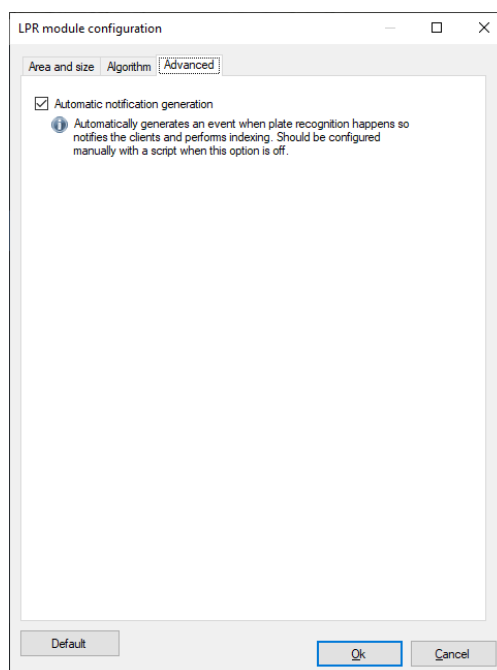 LPR module configuration
Area and size Algorithm Advanced
Automatic notification generation
Automatically generates an event when plate recognition happens so
notifies the clients and performs indexing. Should be configured
manually with a script when this option is off.
Default
Ok Cancel